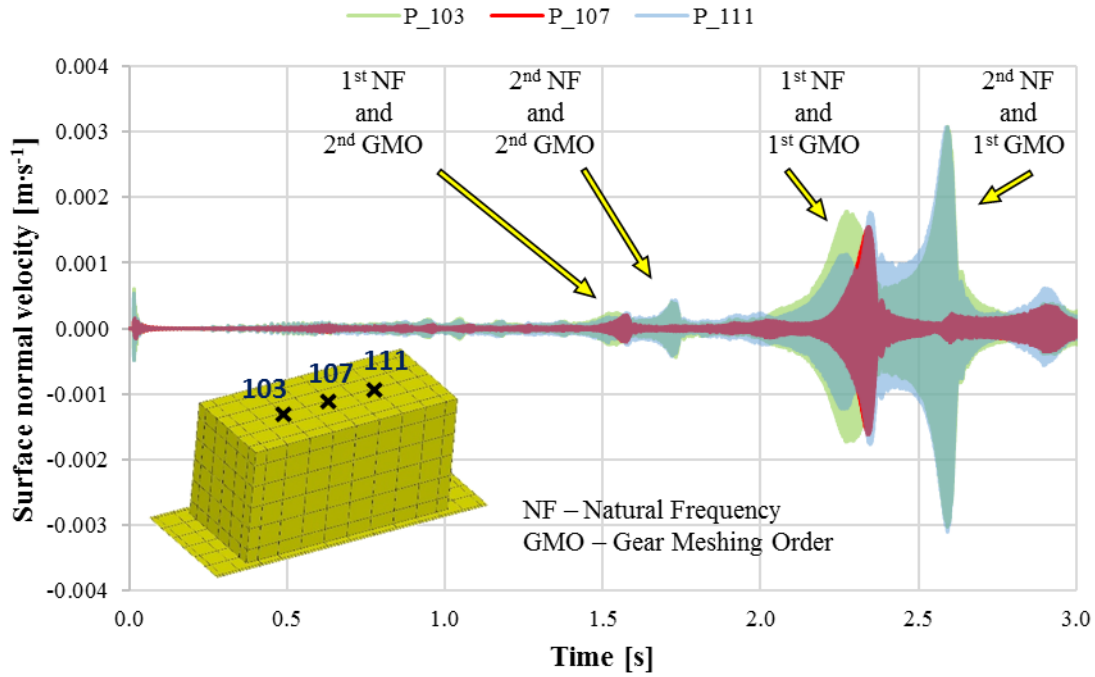 P_103 P_107 P_111
Surface normal velocity [m·s⁻¹]
0.004
0.003
0.002
0.001
0.000
-0.001
-0.002
-0.003
-0.004
1st NF
and
2nd GMO
2nd NF
and
2nd GMO
1st NF
and
1st GMO
2nd NF
and
1st GMO
103 107 111
NF – Natural Frequency
GMO – Gear Meshing Order
0.0 0.5 1.0 1.5 2.0 2.5 3.0
Time [s]